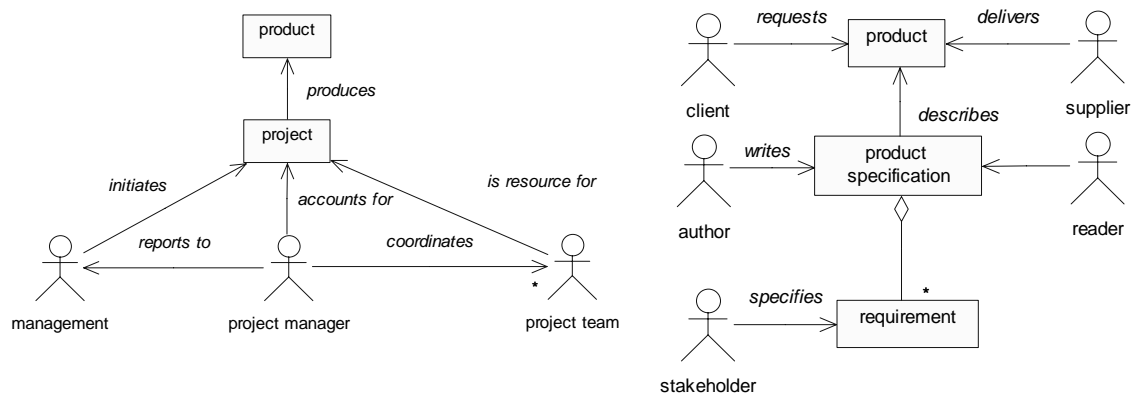 product
produces
project
initiates
accounts for
is resource for
reports to
coordinates
*
management
project manager
project team
requests
delivers
product
client
supplier
describes
writes
product
specification
author
reader
specifies
*
requirement
stakeholder